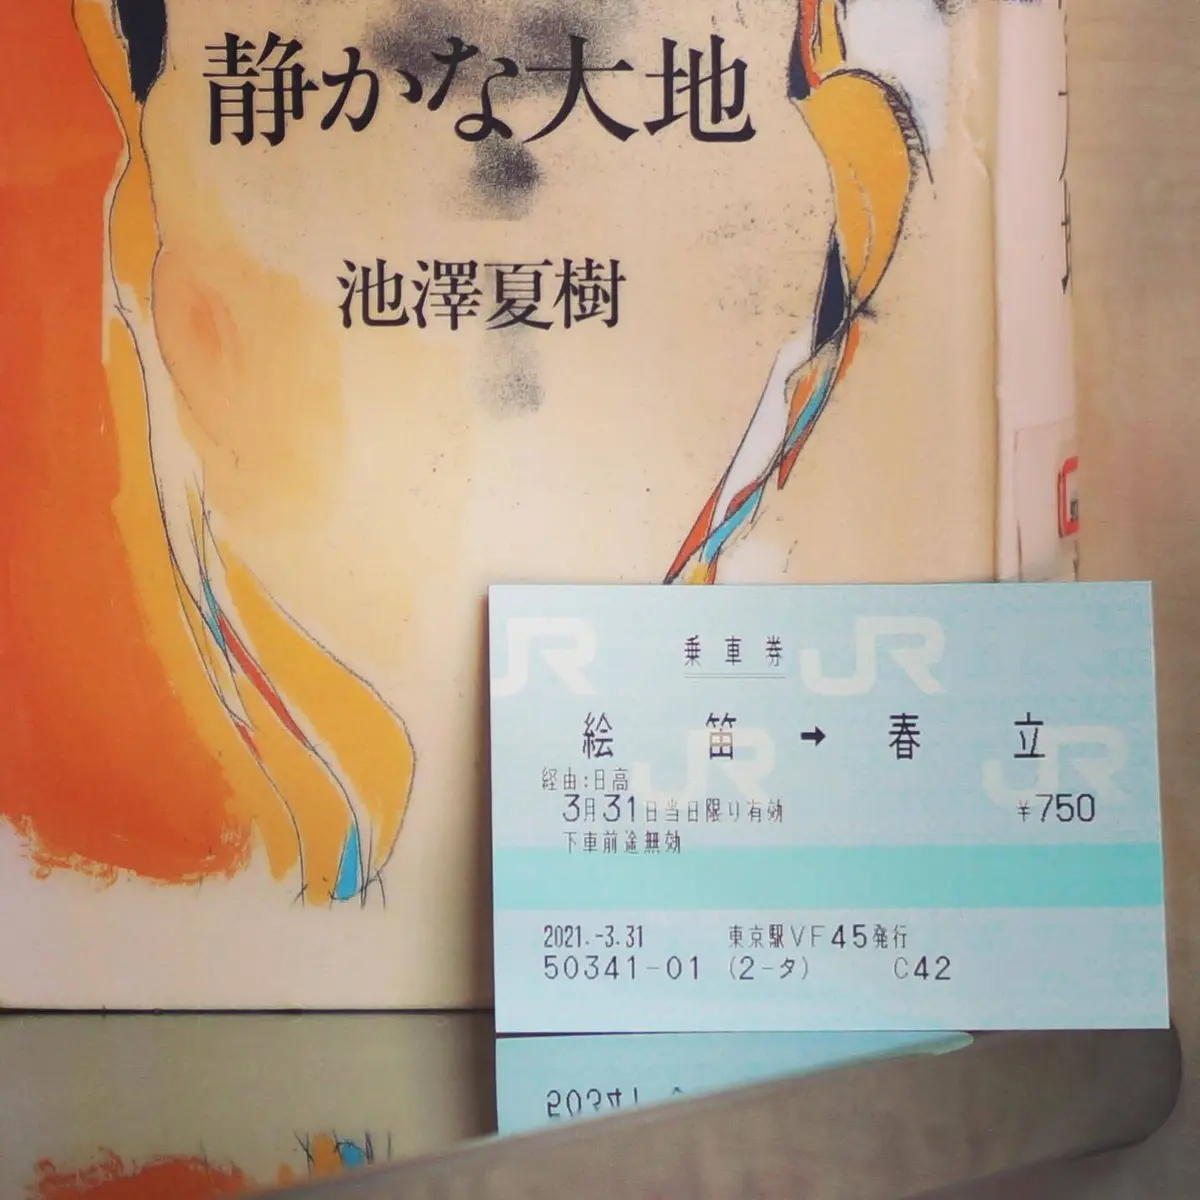 静かな大地
池澤夏樹
JR JR
乗車券
絵笛➡春立
JR JR
経由:日高
3月31日当日限り有効 ¥750
下車前途無効
2021.-3.31 東京駅VF45発行
50341-01 (2-タ) C42